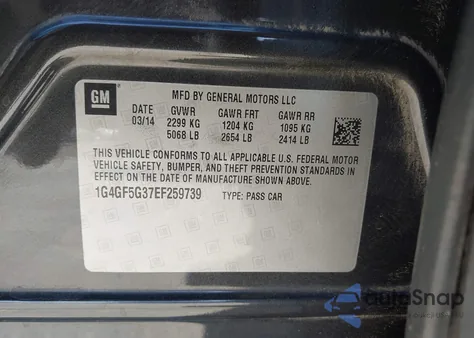 GM
MFD BY GENERAL MOTORS LLC
DATE GVWR GAWR FRT GAWR RR
03/14 2299 KG 1204 KG 1095 KG
5068 LB 2654 LB 2414 LB
THIS VEHICLE CONFORMS TO ALL APPLICABLE U.S. FEDERAL MOTOR
VEHICLE SAFETY, BUMPER, AND THEFT PREVENTION STANDARDS
IN EFFECT ON THE DATE OF MANUFACTURE SHOWN ABOVE.
1G4GF5G37EF259739 TYPE: PASS CAR
autoSnap